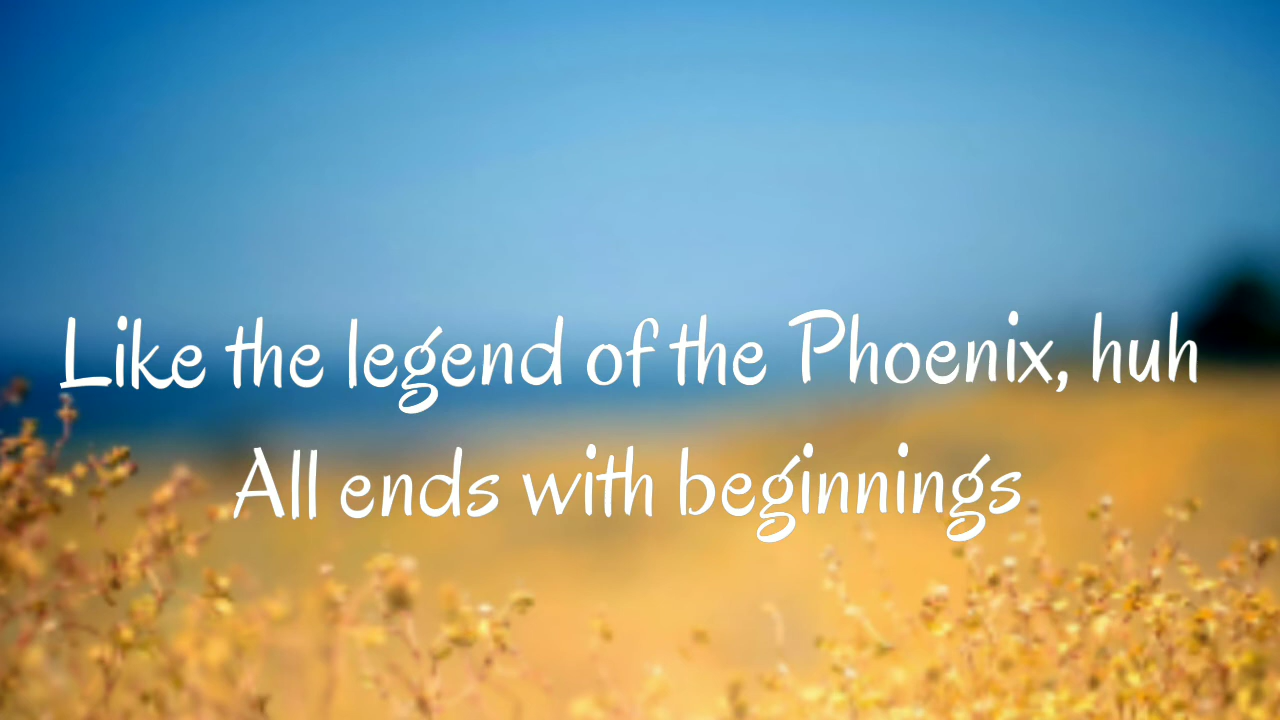 Like the legend of the Phoenix, huh
All ends with beginnings